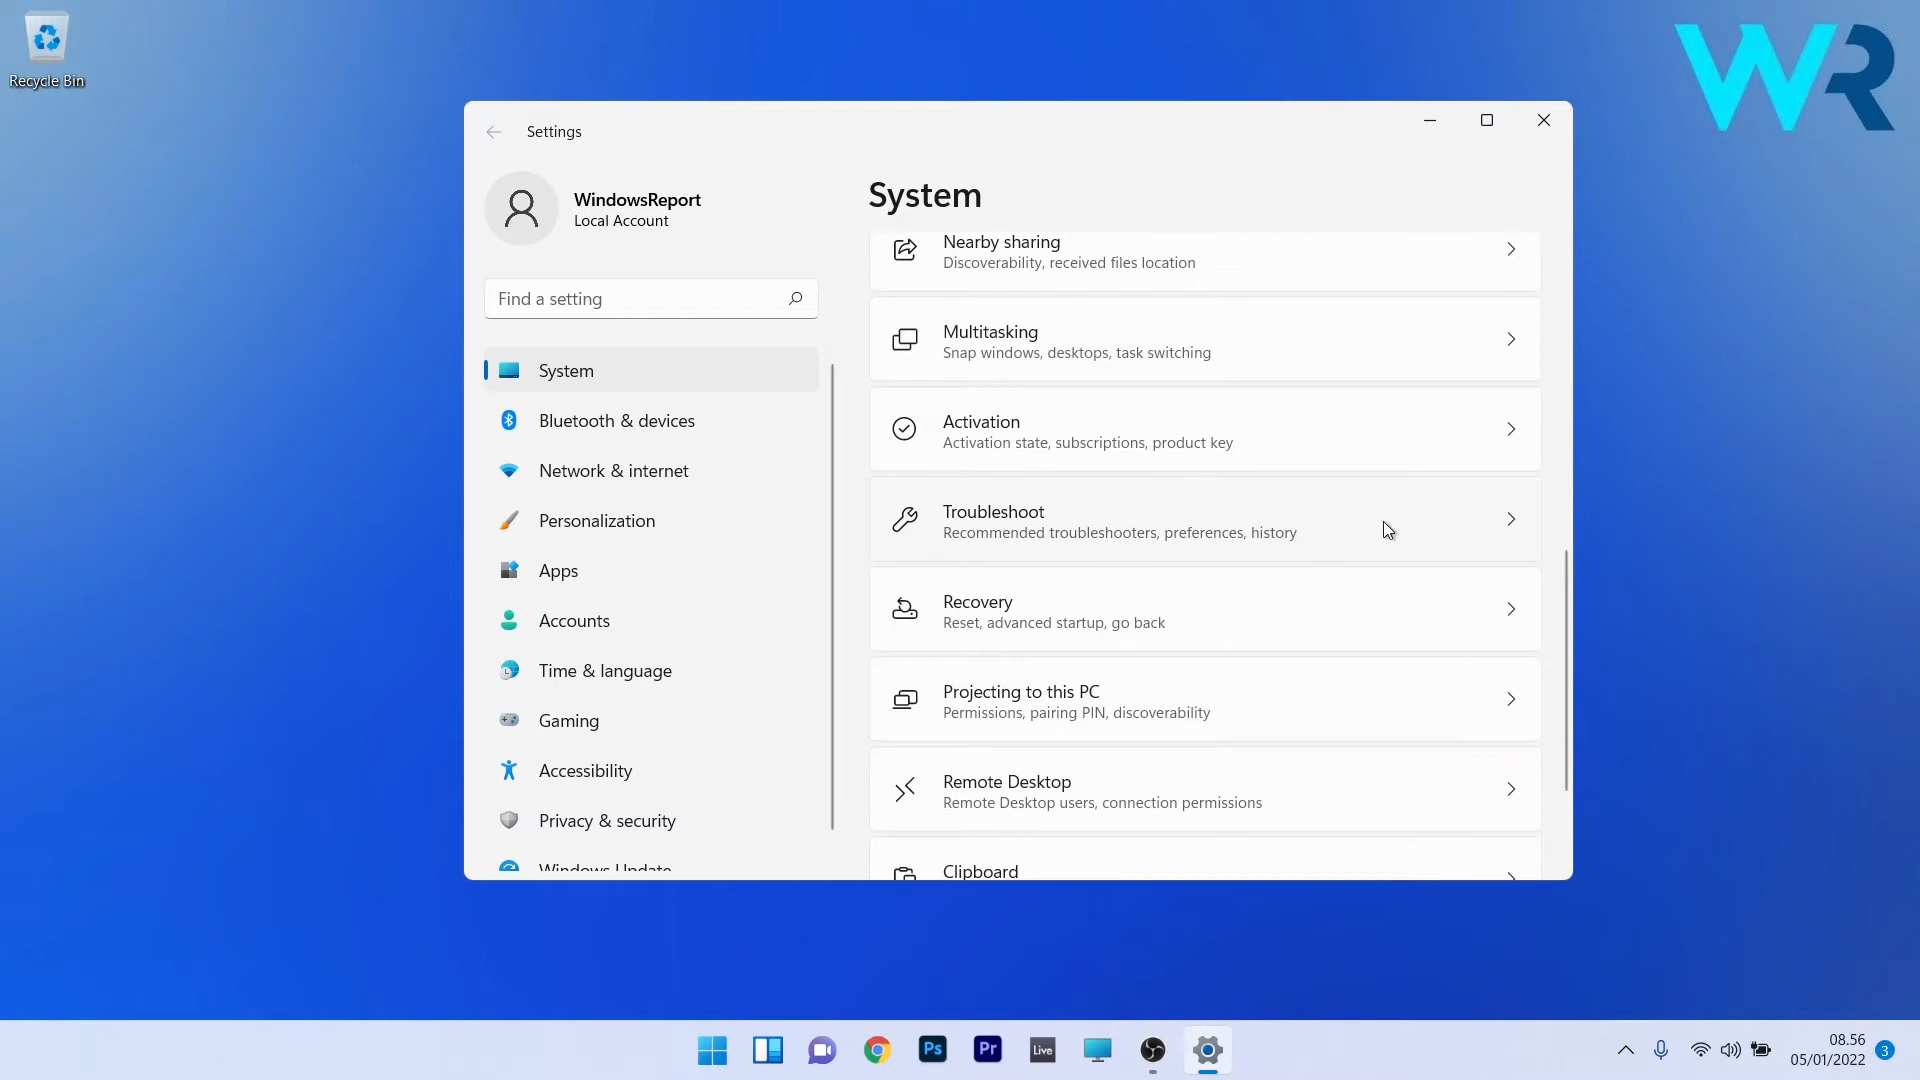 Recycle Bin
WR
Settings
WindowsReport
Local Account
Find a setting
System
Bluetooth & devices
Network & internet
Personalization
Apps
Accounts
Time & language
Gaming
Accessibility
Privacy & security
Windows Update
System
Nearby sharing
Discoverability, received files location
Multitasking
Snap windows, desktops, task switching
Activation
Activation state, subscriptions, product key
Troubleshoot
Recommended troubleshooters, preferences, history
Recovery
Reset, advanced startup, go back
Projecting to this PC
Permissions, pairing PIN, discoverability
Remote Desktop
Remote Desktop users, connection permissions
Clipboard
Ps
Pr
Live
08.56
05/01/2022
3